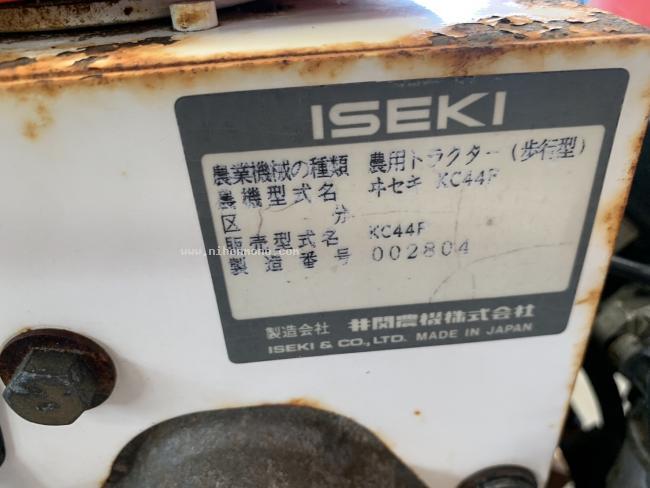 ISEKI
農業機械の種類 農用トラクター(歩行型)
農機型式名 ヰセキ KC44F
区分
販売型式名 KC44F
製造番号 002804
www.nihonmono.com
製造会社 井関農機株式会社
ISEKI & CO., LTD. MADE IN JAPAN